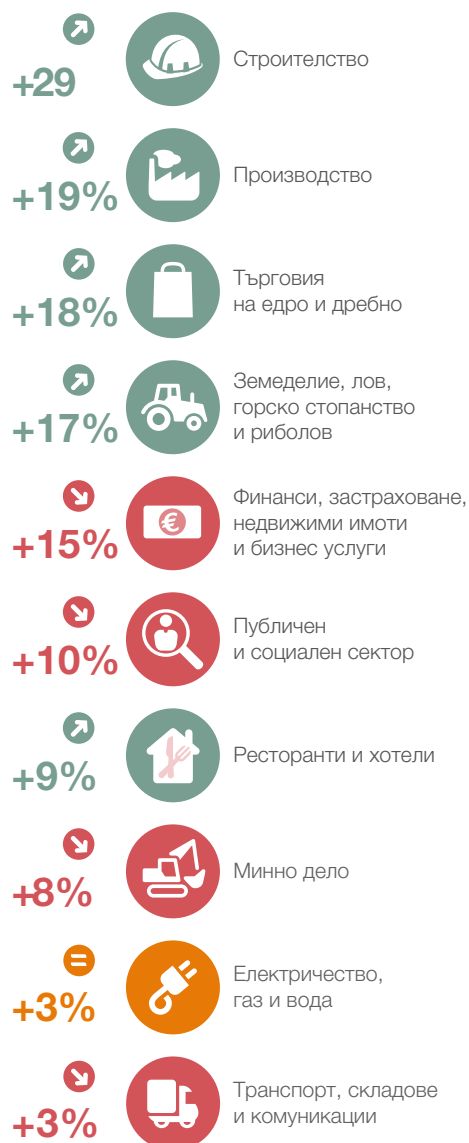 +29
Строителство
+19%
Производство
+18%
Търговия
на едро и дребно
+17%
Земеделие, лов,
горско стопанство
и риболов
+15%
€
Финанси, застраховане,
недвижими имоти
и бизнес услуги
+10%
Публичен
и социален сектор
+9%
Ресторанти и хотели
+8%
Минно дело
=
+3%
Електричество,
газ и вода
+3%
Транспорт, складове
и комуникации